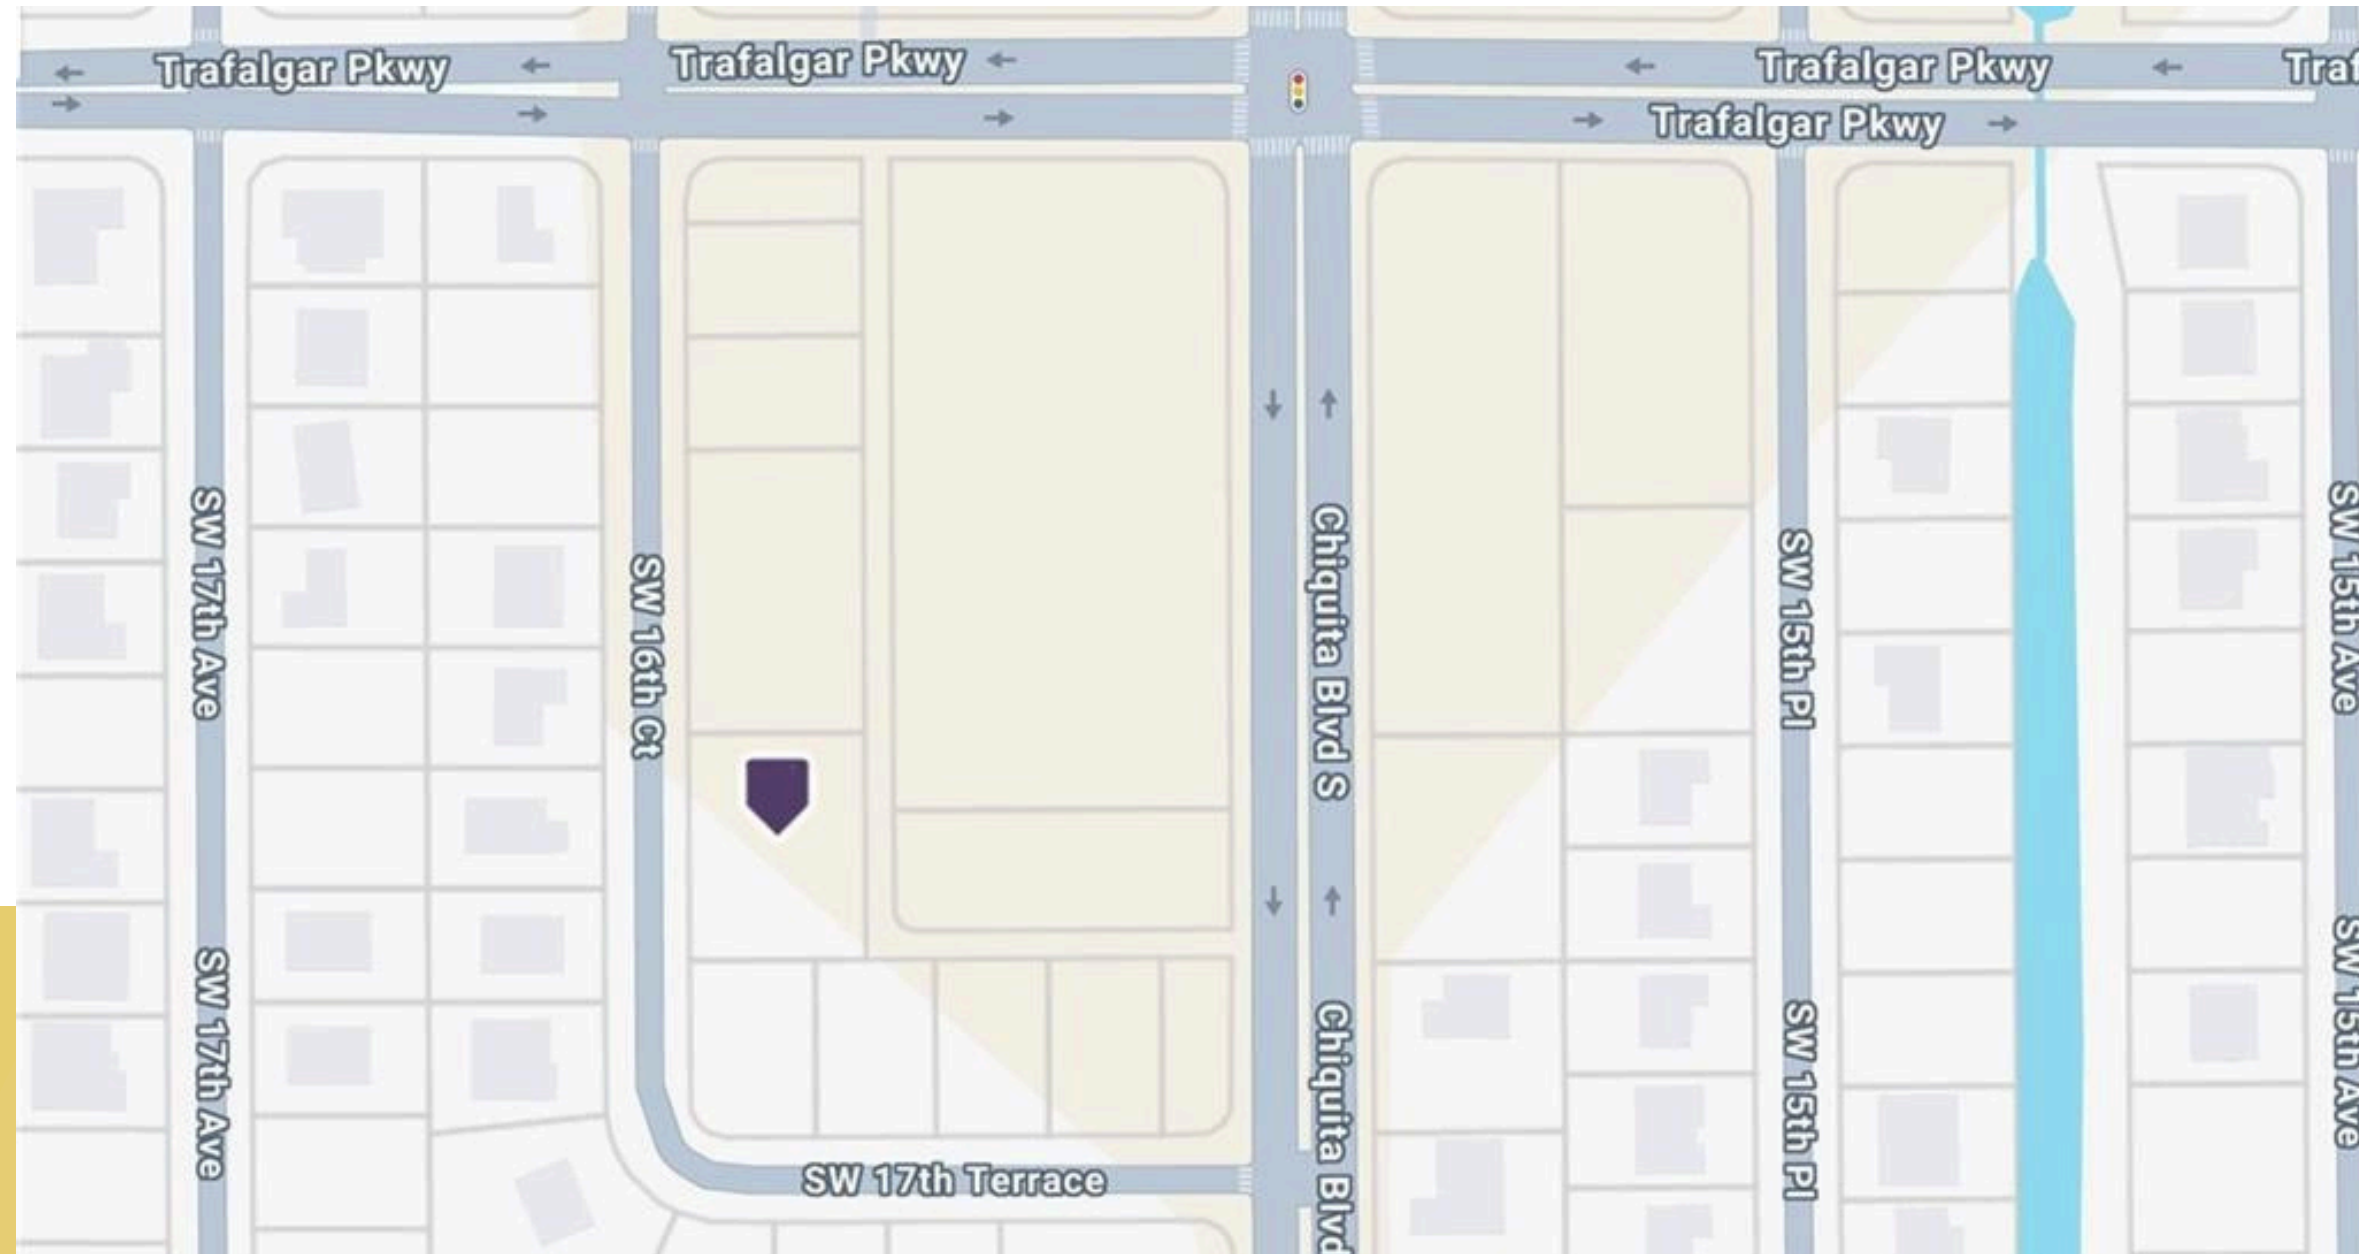 Trafalgar Pkwy
Trafalgar Pkwy
Trafalgar Pkwy
Traf
Trafalgar Pkwy
SW 17th Ave
SW 16th Ct
Chiquita Blvd S
SW 15th Pl
SW 15th Ave
SW 17th Ave
Chiquita Blvd
SW 15th Pl
SW 15th Ave
SW 17th Terrace